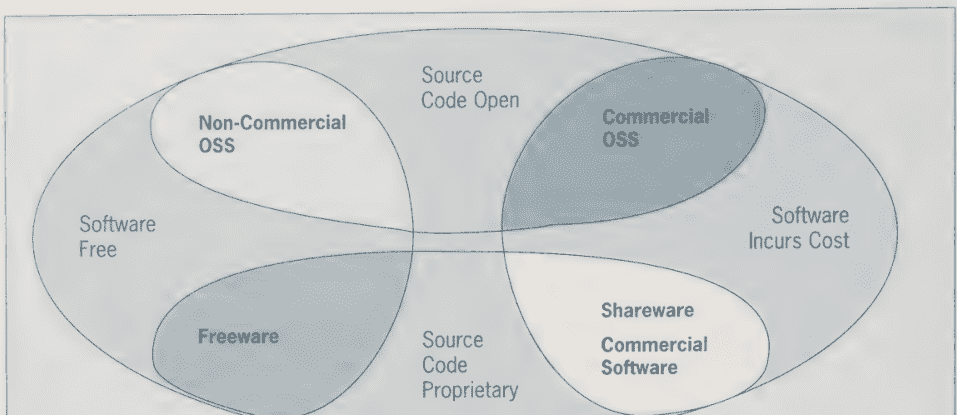 Source
Code Open
Non-Commercial
OSS
Commercial
OSS
Software
Free
Software
Incurs Cost
Freeware
Source
Code
Proprietary
Shareware
Commercial
Software